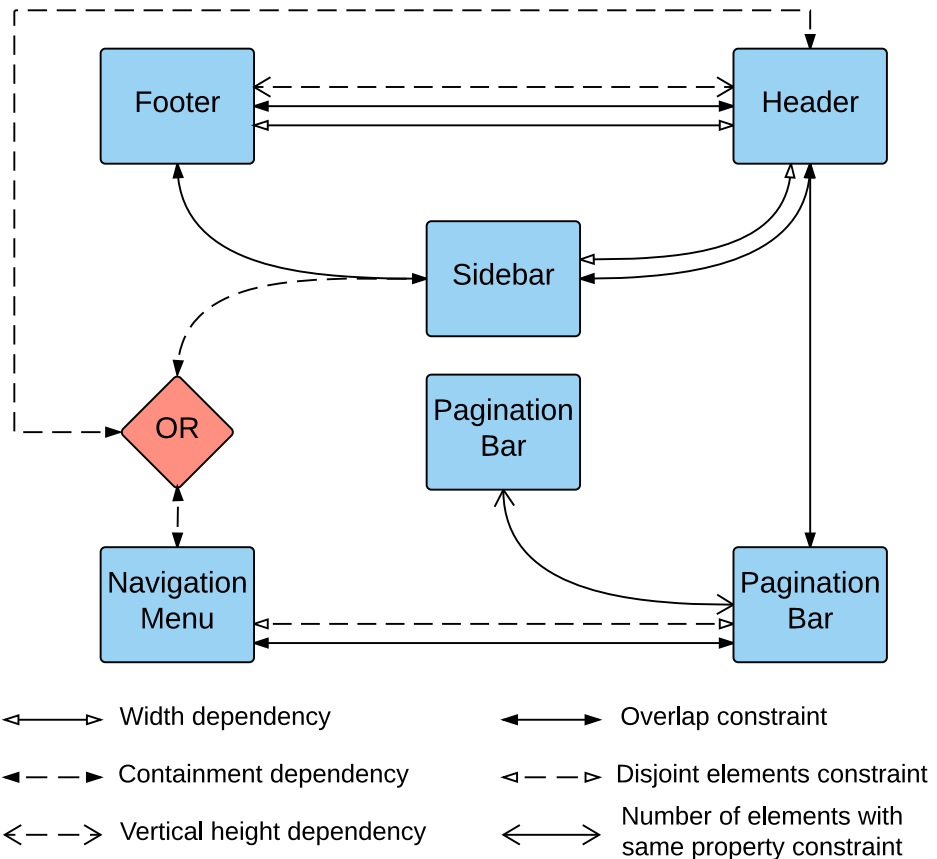 Footer
Header
Sidebar
Pagination
Bar
OR
Navigation
Menu
Pagination
Bar
Width dependency
Overlap constraint
Containment dependency
Disjoint elements constraint
Vertical height dependency
Number of elements with
same property constraint